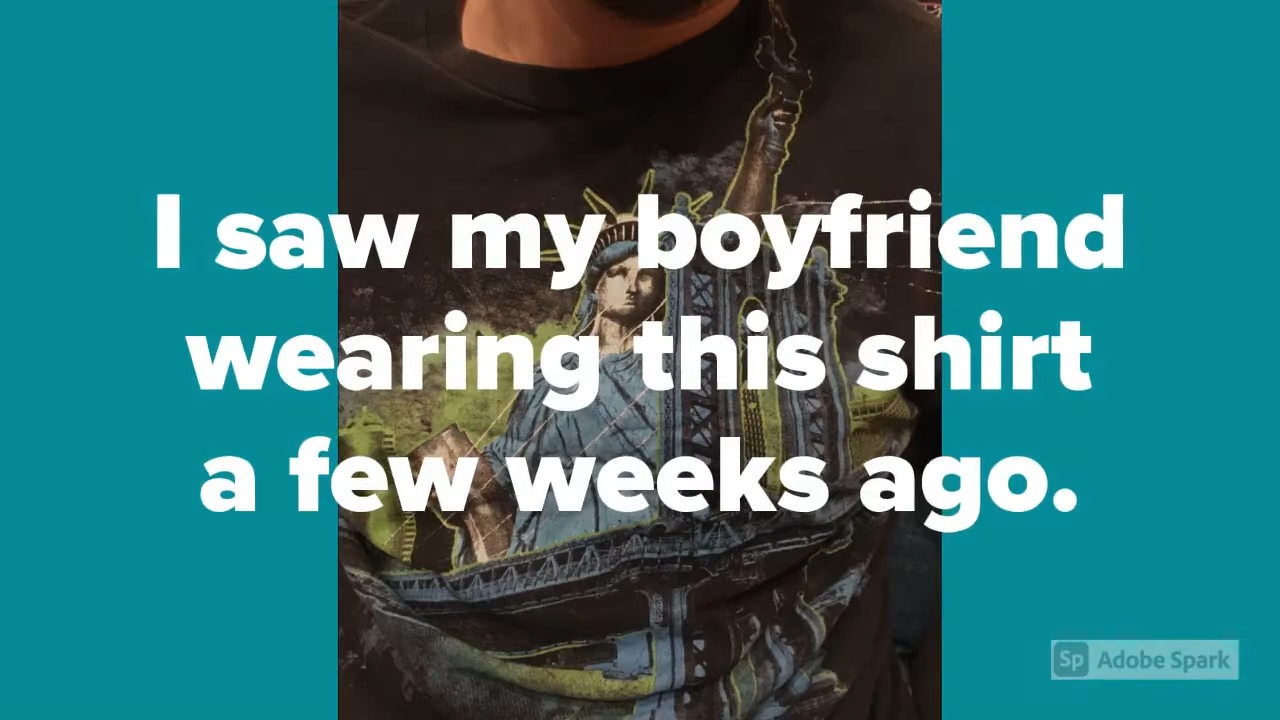 I saw my boyfriend
wearing this shirt
a few weeks ago.
Sp Adobe Spark